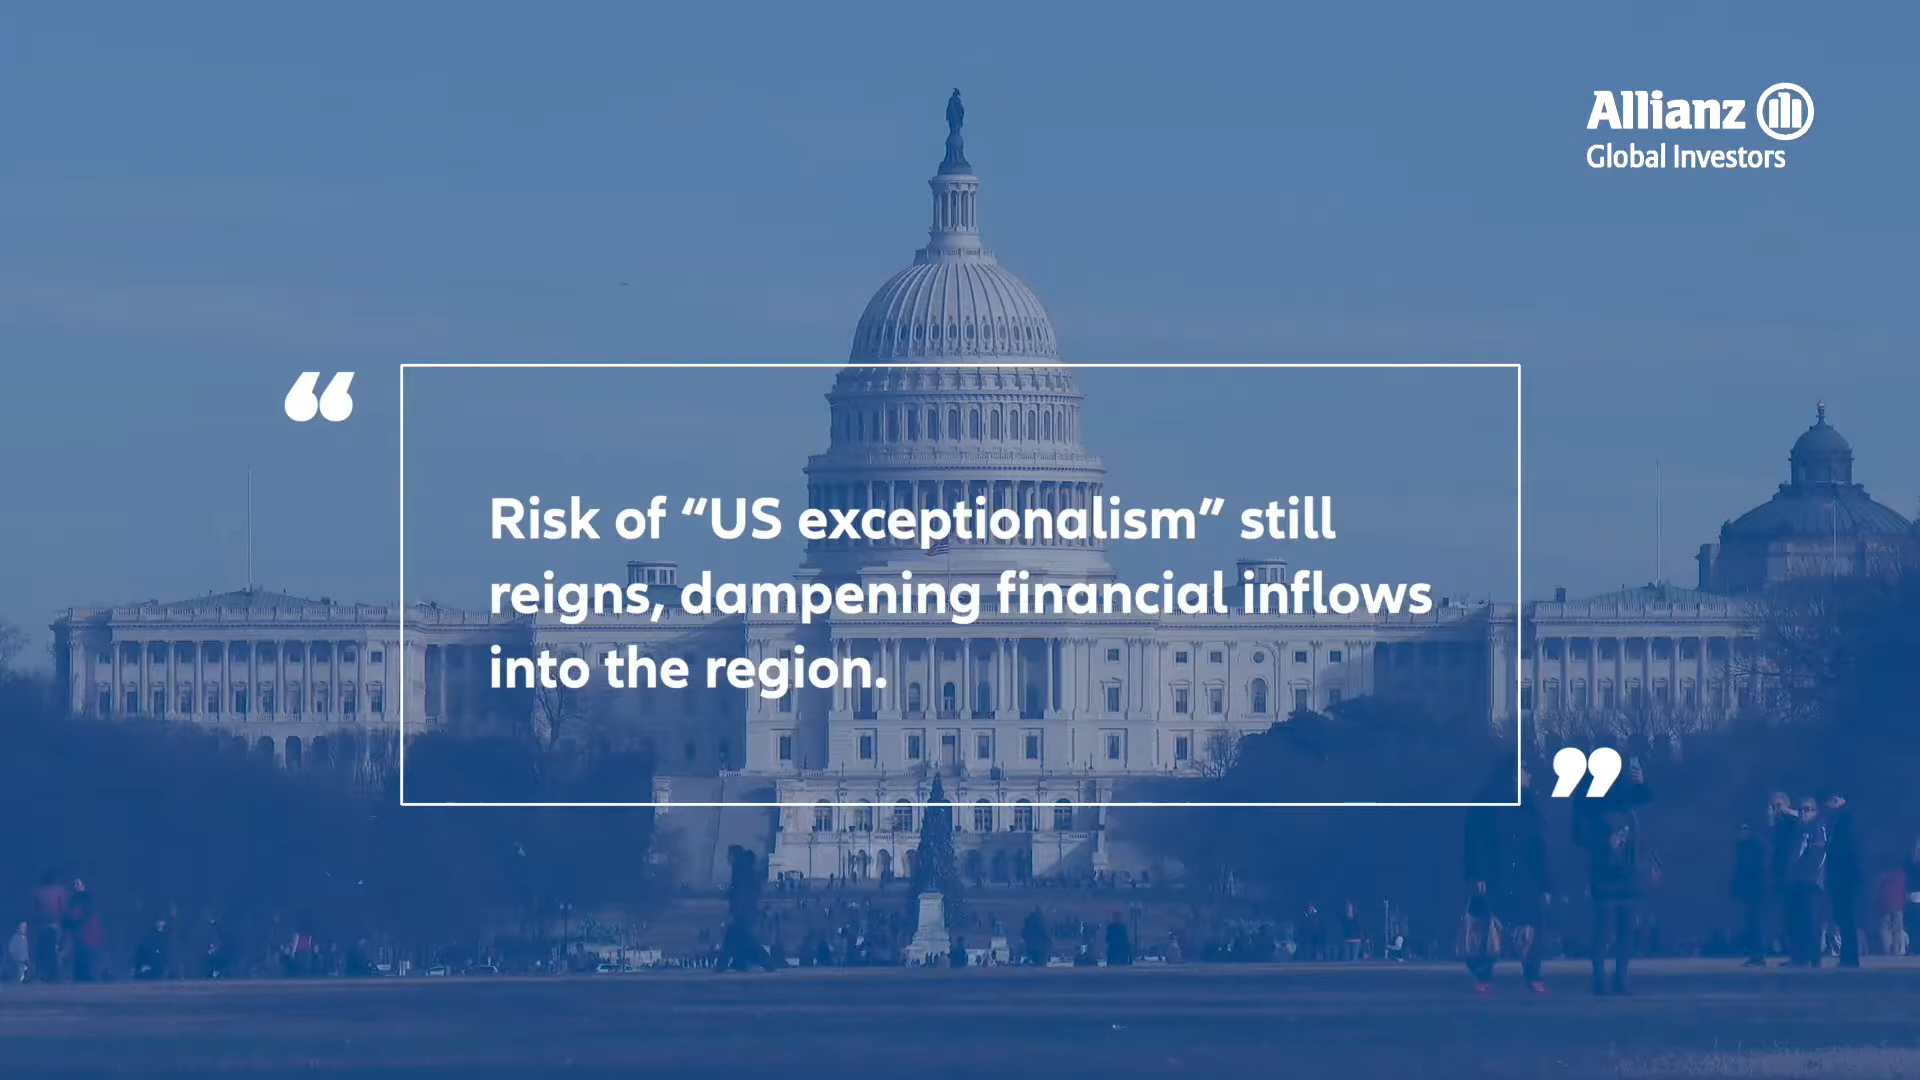 Allianz
Global Investors
“
Risk of “US exceptionalism” still
reigns, dampening financial inflows
into the region.
”